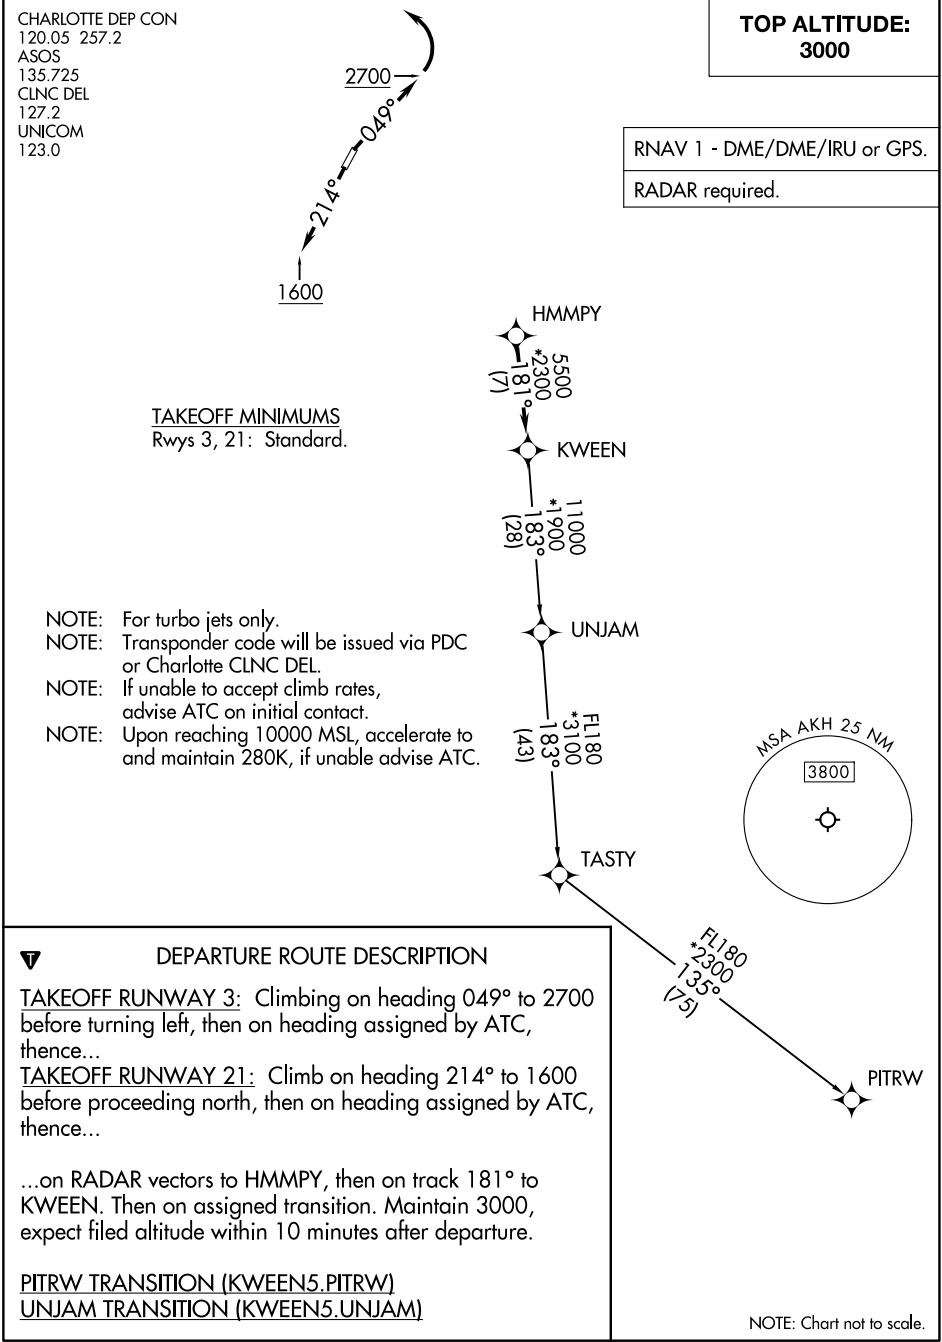 CHARLOTTE DEP CON
120.05 257.2
ASOS
135.725
CLNC DEL
127.2
UNICOM
123.0
TOP ALTITUDE:
3000
RNAV 1 - DME/DME/IRU or GPS.
RADAR required.
2700
049°
214°
1600
HMMPY
5500
*2300
181°
(7)
KWEEN
TAKEOFF MINIMUMS
Rwys 3, 21: Standard.
11000
*1900
183°
(28)
UNJAM
NOTE: For turbo jets only.
NOTE: Transponder code will be issued via PDC
or Charlotte CLNC DEL.
NOTE: If unable to accept climb rates,
advise ATC on initial contact.
NOTE: Upon reaching 10000 MSL, accelerate to
and maintain 280K, if unable advise ATC.
FL180
*3100
183°
(43)
MSA AKH 25 NM
3800
TASTY
FL180
*2300
135°
(75)
PITRW
T
DEPARTURE ROUTE DESCRIPTION
TAKEOFF RUNWAY 3: Climbing on heading 049° to 2700
before turning left, then on heading assigned by ATC,
thence...
TAKEOFF RUNWAY 21: Climb on heading 214° to 1600
before proceeding north, then on heading assigned by ATC,
thence...
...on RADAR vectors to HMMPY, then on track 181° to
KWEEN. Then on assigned transition. Maintain 3000,
expect filed altitude within 10 minutes after departure.
PITRW TRANSITION (KWEEN5.PITRW)
UNJAM TRANSITION (KWEEN5.UNJAM)
NOTE: Chart not to scale.